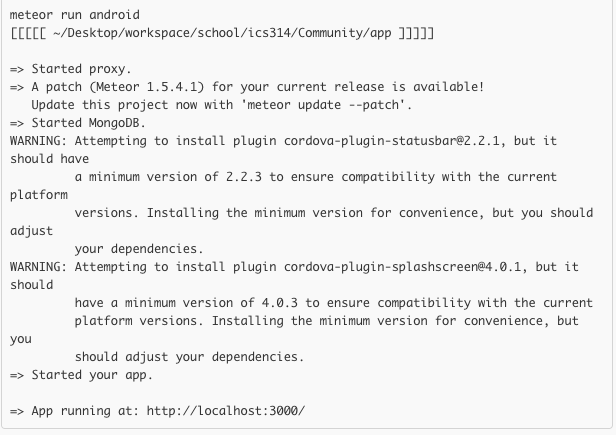 meteor run android
[[[[[ ~/Desktop/workspace/school/ics314/Community/app ]]]]]
=> Started proxy.
=> A patch (Meteor 1.5.4.1) for your current release is available!
   Update this project now with 'meteor update --patch'.
=> Started MongoDB.
WARNING: Attempting to install plugin cordova-plugin-statusbar@2.2.1, but it
should have
         a minimum version of 2.2.3 to ensure compatibility with the current
platform
         versions. Installing the minimum version for convenience, but you should
adjust
         your dependencies.
WARNING: Attempting to install plugin cordova-plugin-splashscreen@4.0.1, but it
should
         have a minimum version of 4.0.3 to ensure compatibility with the current
         platform versions. Installing the minimum version for convenience, but
you
         should adjust your dependencies.
=> Started your app.
=> App running at: http://localhost:3000/